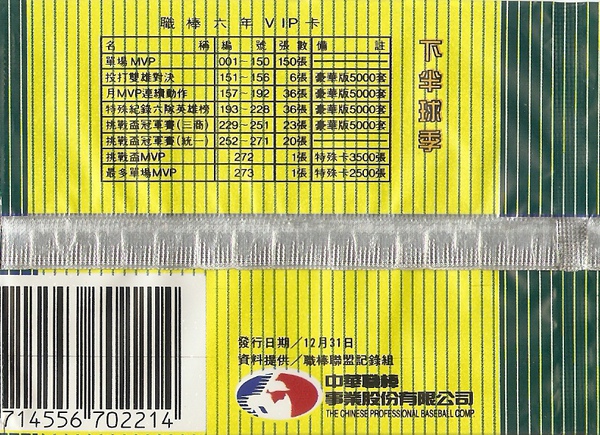 職棒六年VIP卡
名稱 編號 張數 備註
單場MVP 001~150 150張
投打雙雄對決 151~156 6張 豪華版5000套
月MVP連續動作 157~192 36張 豪華版5000套
特殊紀錄六隊英雄榜 193~228 36張 豪華版5000套
挑戰盃冠軍賽(三商) 229~251 23張 豪華版5000套
挑戰盃冠軍賽(統一) 252~271 20張
挑戰盃MVP 272 1張 特殊卡3500張
最多單場MVP 273 1張 特殊卡2500張
下半球季
發行日期/12月31日
資料提供/職棒聯盟記錄組
中華職棒
事業股份有限公司
THE CHINESE PROFESSIONAL BASEBALL COMP.
714556 702214